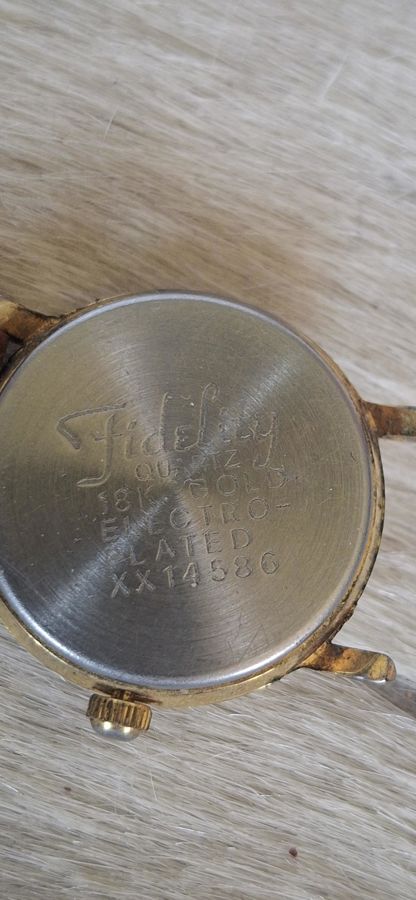 Fidelity
QUARTZ
18K GOLD
ELECTRO-
PLATED
XX14586